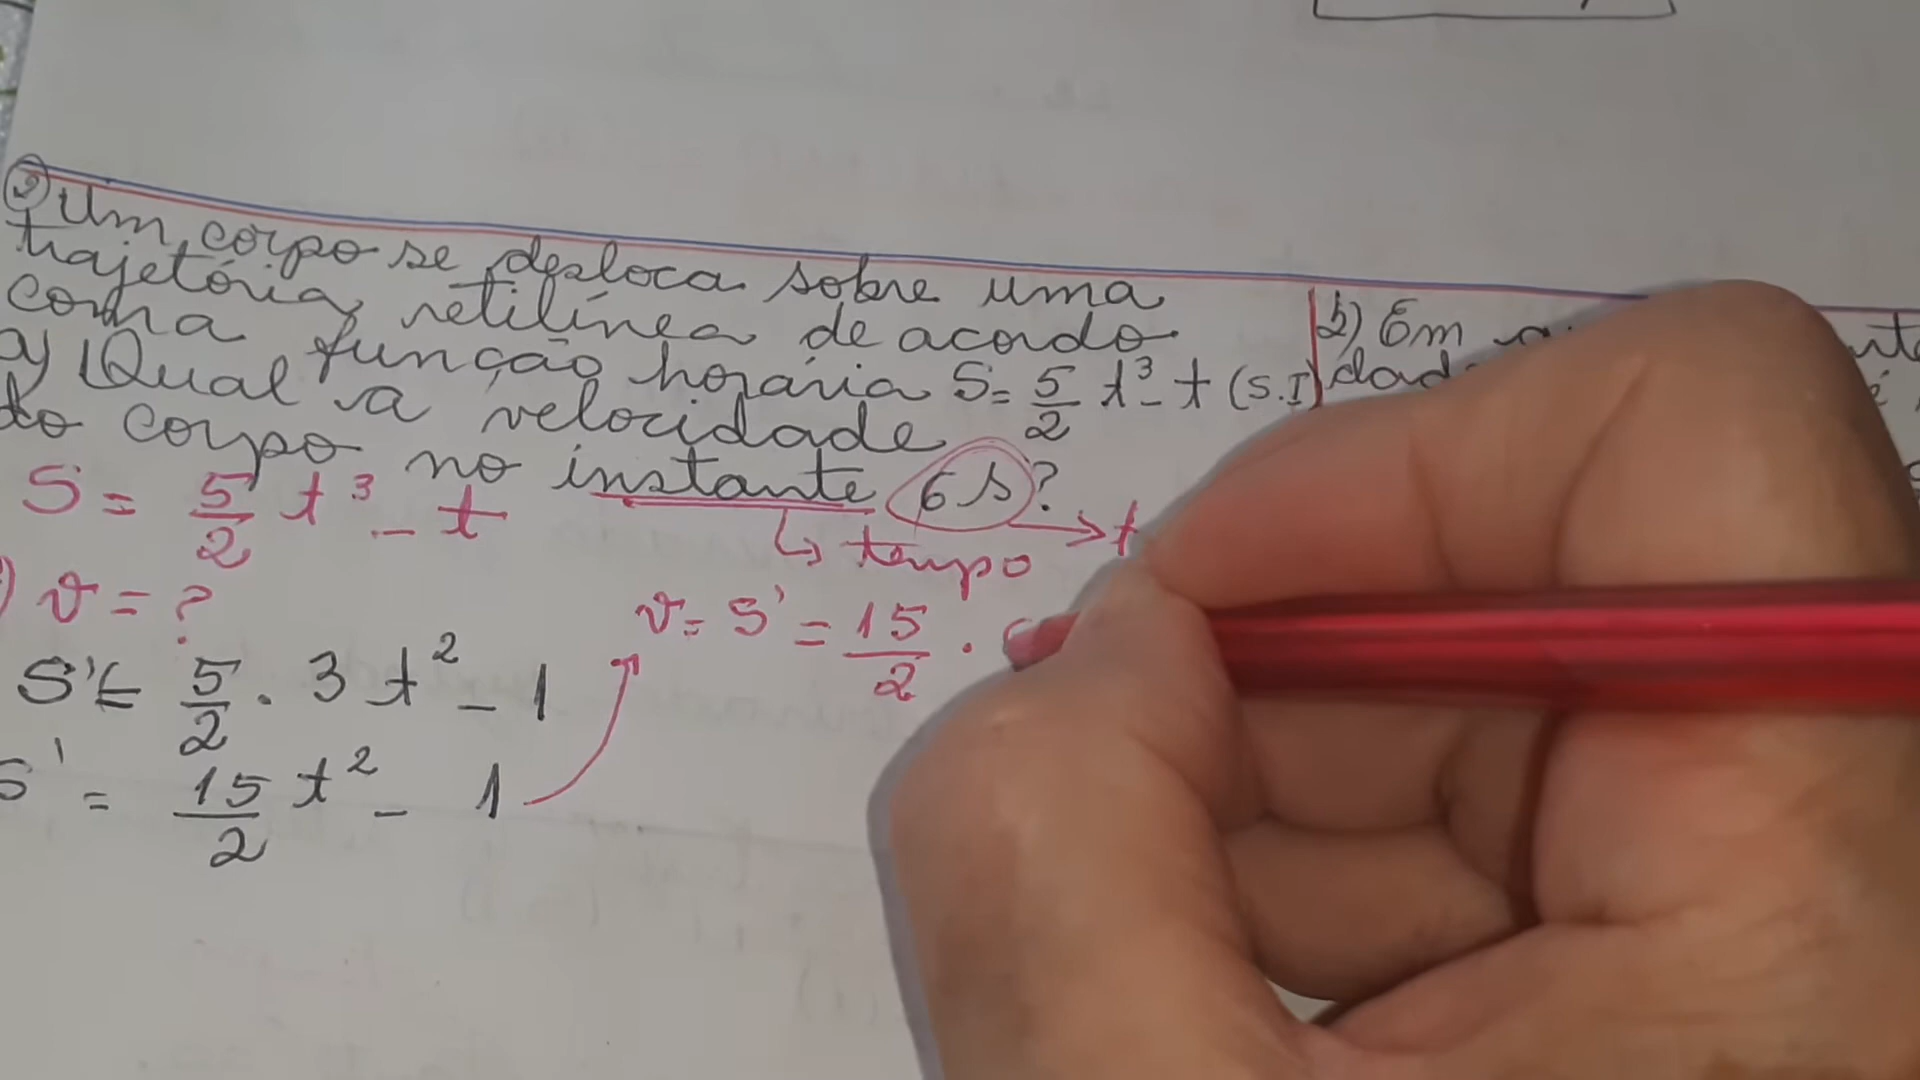 2) Um corpo se desloca sobre uma
trajetória retilínea de acordo
com a função horária S = 5/2 t³ - t (S.I)
a) Qual a velocidade
do corpo no instante 6 s?
S = 5/2 t³ - t
↳ tempo
→ t
v = ?
S' = 5/2 . 3 t² - 1
S' = 15/2 t² - 1
v = S' = 15/2 .
b) Em